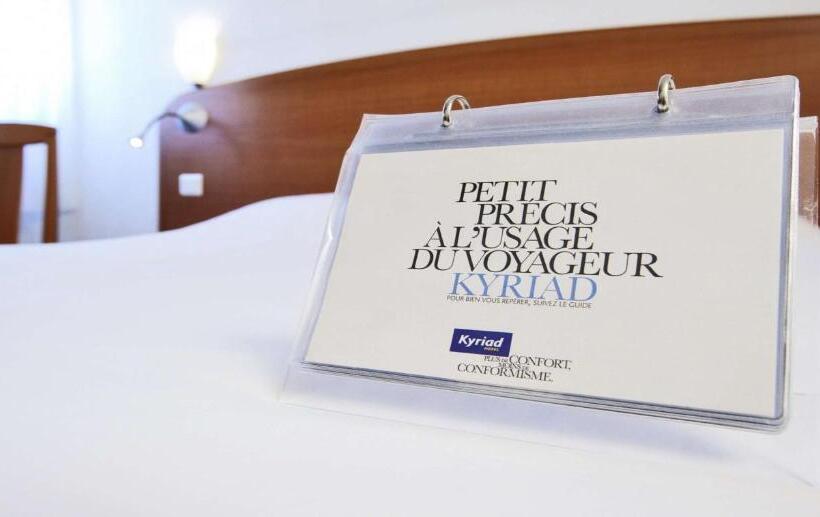 PETIT
PRÉCIS
À L'USAGE
DU VOYAGEUR
KYRIAD
POUR BIEN VOUS REPÉRER, SUIVEZ LE GUIDE
Kyriad
HOTEL
PLUS DE CONFORT,
MOINS DE
CONFORMISME.